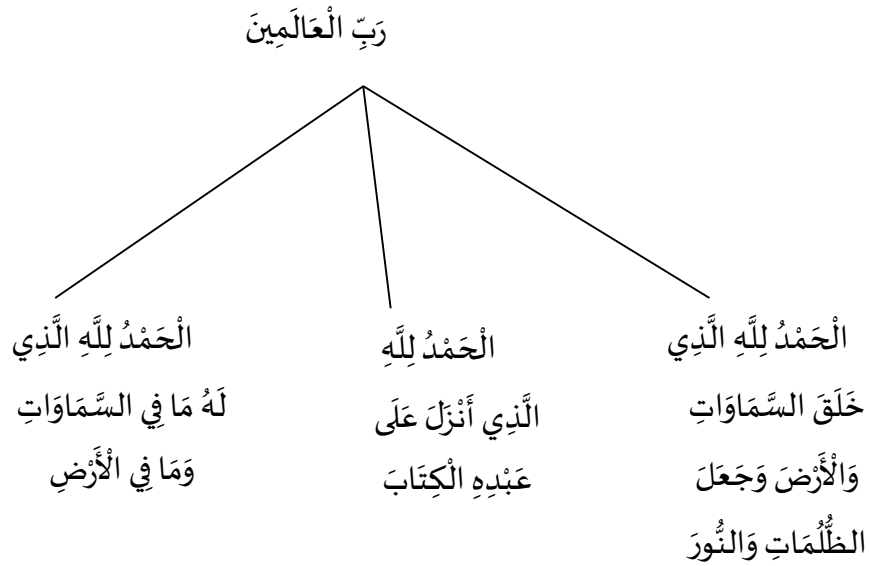 رَبِّ الْعَالَمِينَ
الْحَمْدُ لِلَّهِ الَّذِي
خَلَقَ السَّمَاوَاتِ
وَالْأَرْضَ وَجَعَلَ
الظُّلُمَاتِ وَالنُّورَ
الْحَمْدُ لِلَّهِ
الَّذِي أَنْزَلَ عَلَى
عَبْدِهِ الْكِتَابَ
الْحَمْدُ لِلَّهِ الَّذِي
لَهُ مَا فِي السَّمَاوَاتِ
وَمَا فِي الْأَرْضِ